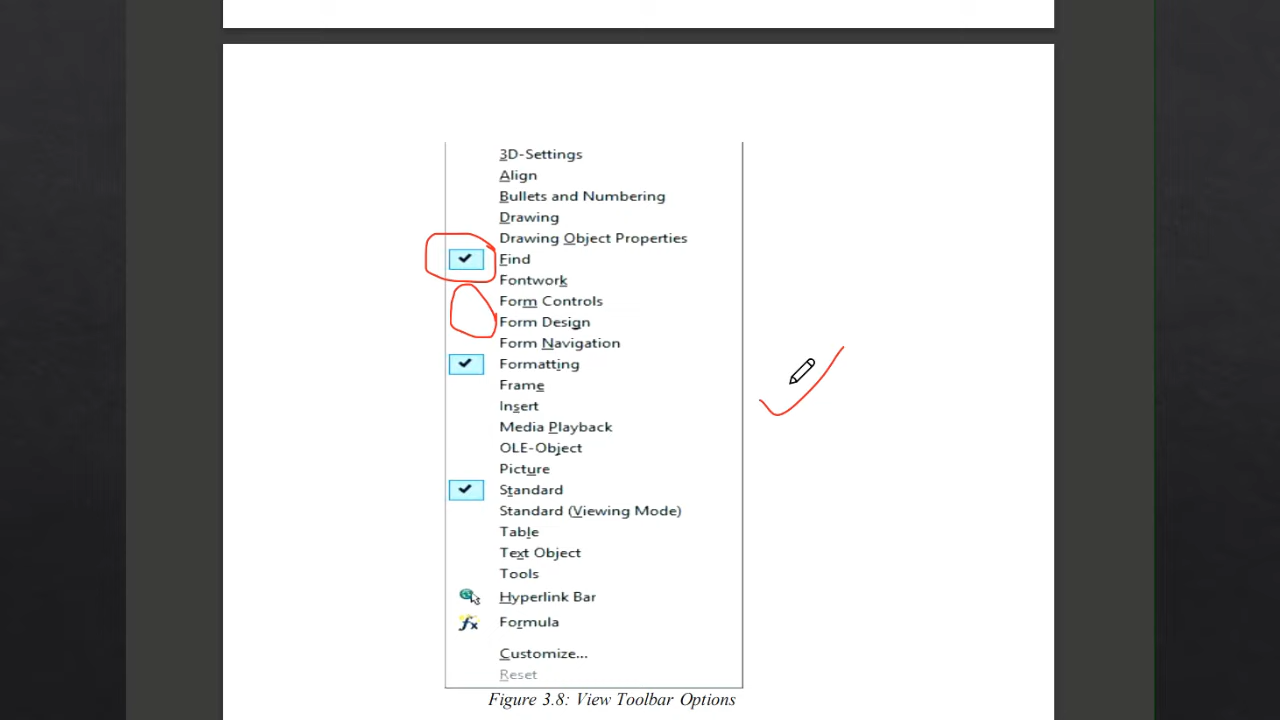 3D-Settings
Align
Bullets and Numbering
Drawing
Drawing Object Properties
Find
Fontwork
Form Controls
Form Design
Form Navigation
Formatting
Frame
Insert
Media Playback
OLE-Object
Picture
Standard
Standard (Viewing Mode)
Table
Text Object
Tools
Hyperlink Bar
fx Formula
Customize...
Reset
Figure 3.8: View Toolbar Options